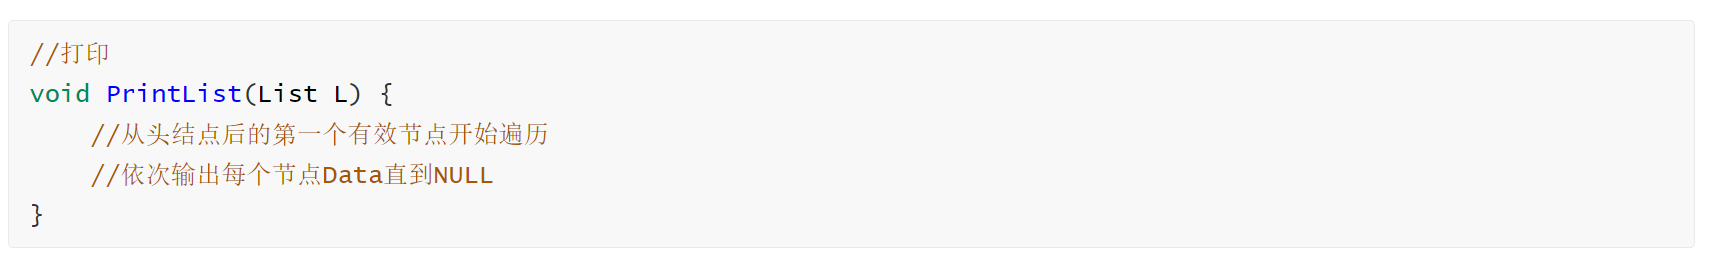 //打印
void PrintList(List L) {
    //从头结点后的第一个有效节点开始遍历
    //依次输出每个节点Data直到NULL
}